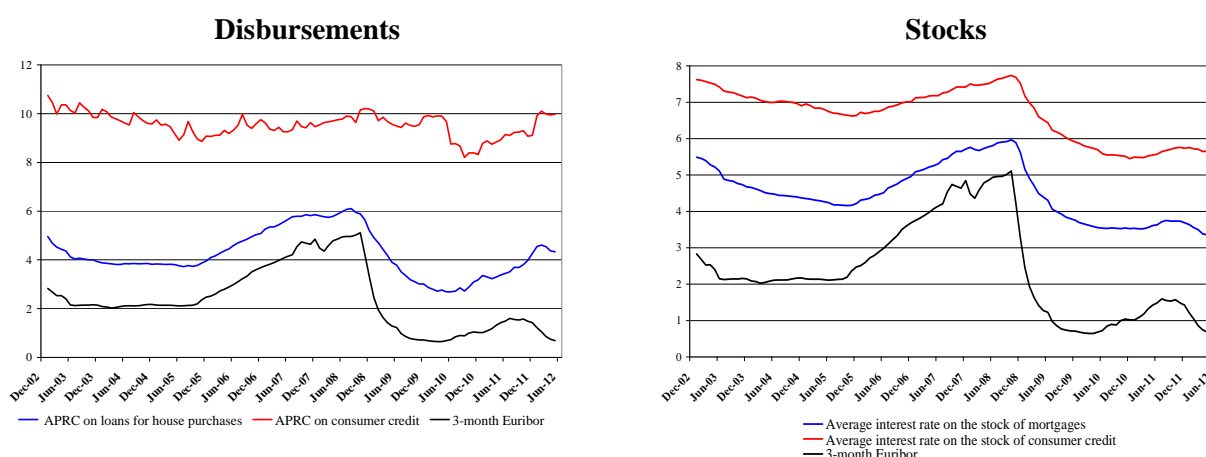 Disbursements
12
10
8
6
4
2
0
Dec-02
Jun-03
Dec-03
Jun-04
Dec-04
Jun-05
Dec-05
Jun-06
Dec-06
Jun-07
Dec-07
Jun-08
Dec-08
Jun-09
Dec-09
Jun-10
Dec-10
Jun-11
Dec-11
Jun-12
APRC on loans for house purchases APRC on consumer credit 3-month Euribor
Stocks
8
7
6
5
4
3
2
1
0
Dec-02
Jun-03
Dec-03
Jun-04
Dec-04
Jun-05
Dec-05
Jun-06
Dec-06
Jun-07
Dec-07
Jun-08
Dec-08
Jun-09
Dec-09
Jun-10
Dec-10
Jun-11
Dec-11
Jun-12
Average interest rate on the stock of mortgages
Average interest rate on the stock of consumer credit
3-month Euribor